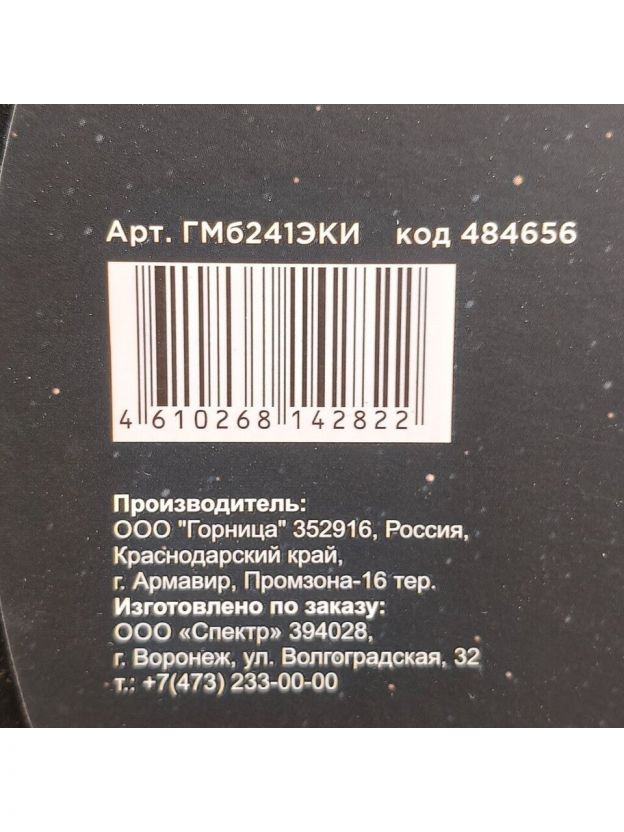 Арт. ГМб241ЭКИ код 484656
4 610268 142822
Производитель:
ООО "Горница" 352916, Россия,
Краснодарский край,
г. Армавир, Промзона-16 тер.
Изготовлено по заказу:
ООО «Спектр» 394028,
г. Воронеж, ул. Волгоградская, 32
т.: +7(473) 233-00-00